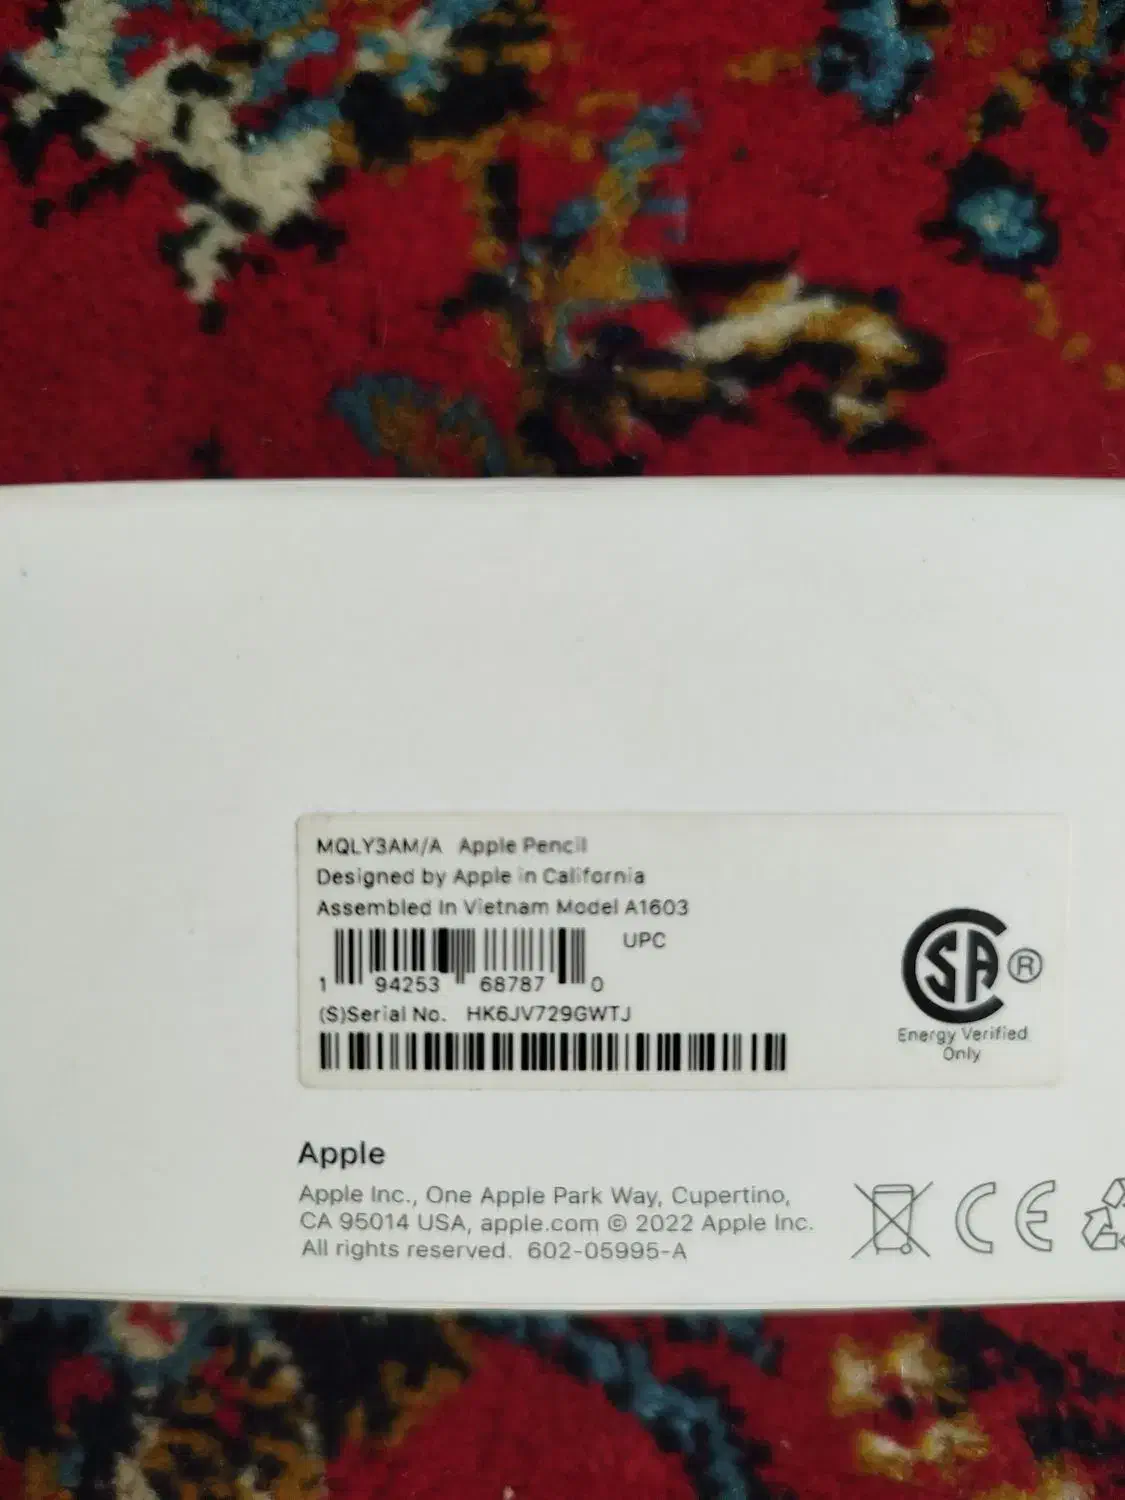 MQLY3AM/A Apple Pencil
Designed by Apple in California
Assembled In Vietnam Model A1603
UPC
1 94253 68787 0
(S)Serial No. HK6JV729GWTJ
SA ®
Energy Verified
Only
Apple
Apple Inc., One Apple Park Way, Cupertino,
CA 95014 USA, apple.com © 2022 Apple Inc.
All rights reserved. 602-05995-A
CE